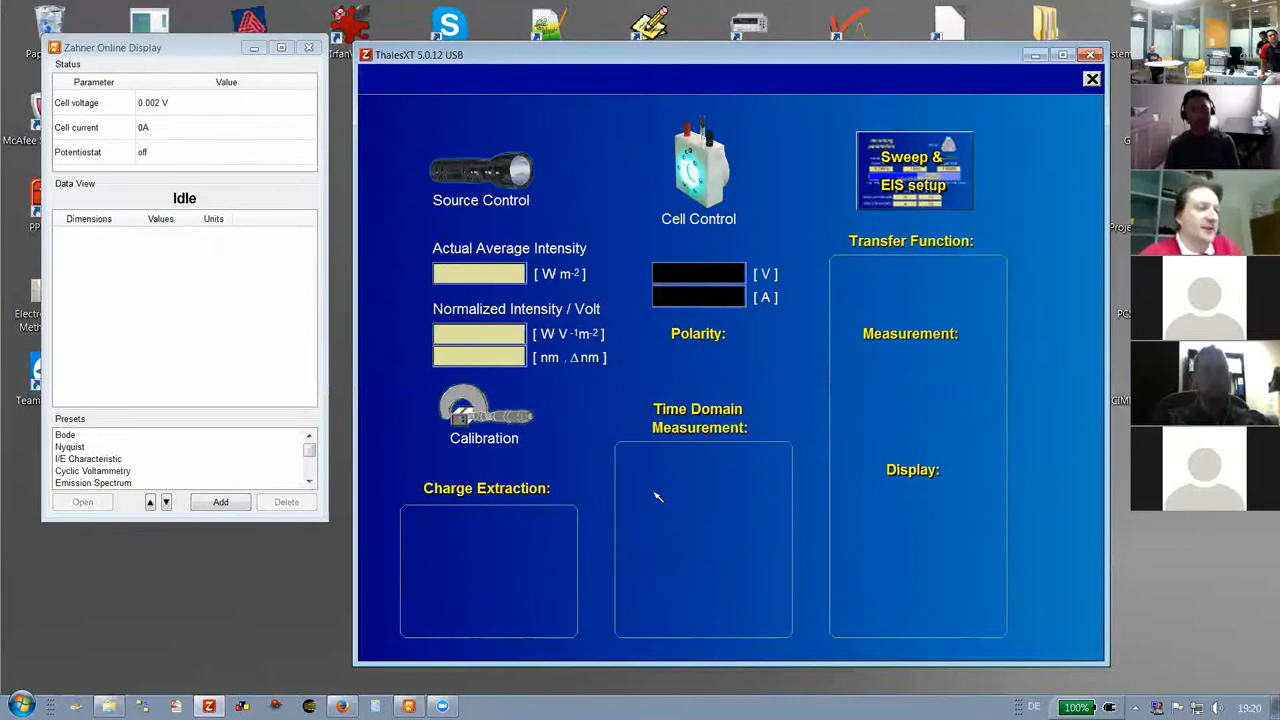 Zahner Online Display
Status
Parameter Value
Cell voltage 0.002 V
Cell current 0A
Potentiostat off
Data View
Idle
Dimensions Values Units
Presets
Bode
Nyquist
I/E Characteristic
Cyclic Voltammetry
Emission Spectrum
Open Add Delete
ThalesXT 5.0.12 USB
Source Control
Actual Average Intensity
[ W m-2 ]
Normalized Intensity / Volt
[ W V -1m-2 ]
[ nm , Δnm ]
Calibration
Charge Extraction:
Cell Control
[ V ]
[ A ]
Polarity:
Time Domain
Measurement:
Sweep &
EIS setup
Transfer Function:
Measurement:
Display:
McAfee
DE 100% 19:20